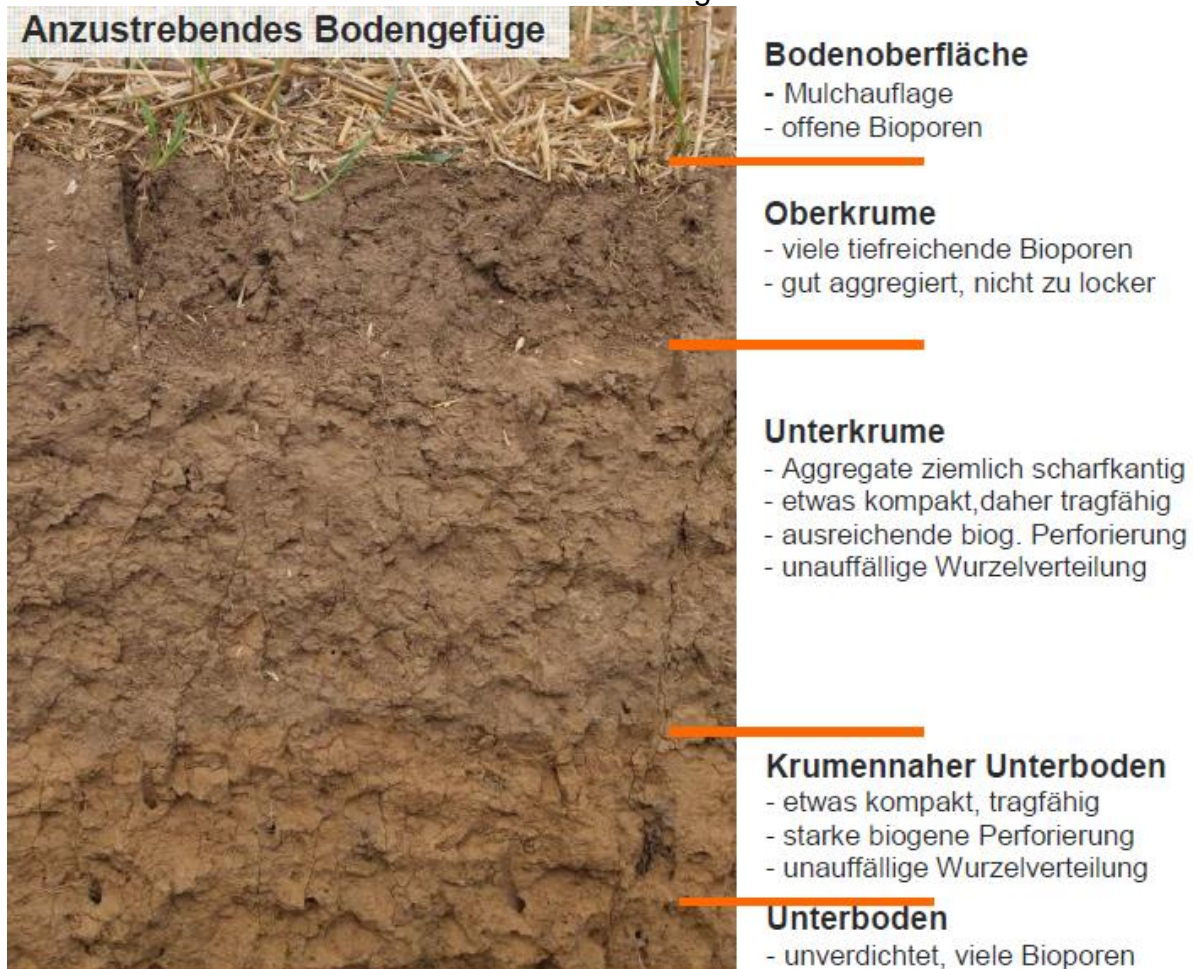 Anzustrebendes Bodengefüge
Bodenoberfläche
- Mulchauflage
- offene Bioporen
Oberkrume
- viele tiefreichende Bioporen
- gut aggregiert, nicht zu locker
Unterkrume
- Aggregate ziemlich scharfkantig
- etwas kompakt,daher tragfähig
- ausreichende biog. Perforierung
- unauffällige Wurzelverteilung
Krumennaher Unterboden
- etwas kompakt, tragfähig
- starke biogene Perforierung
- unauffällige Wurzelverteilung
Unterboden
- unverdichtet, viele Bioporen